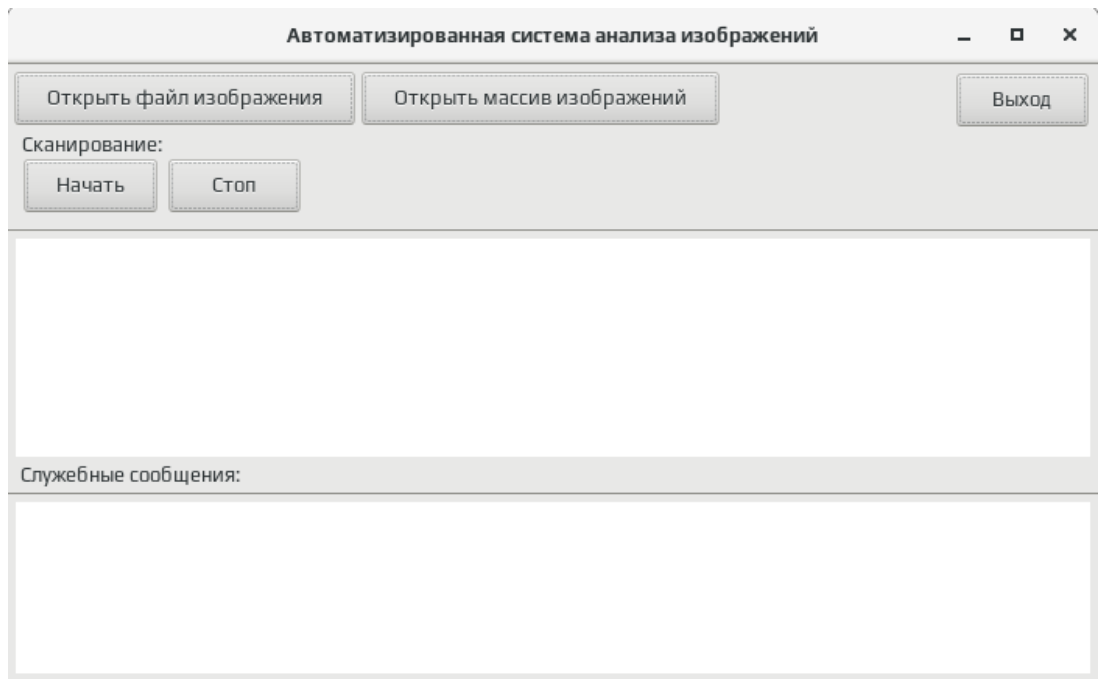 Автоматизированная система анализа изображений
Открыть файл изображения Открыть массив изображений Выход
Сканирование:
Начать Стоп
Служебные сообщения: